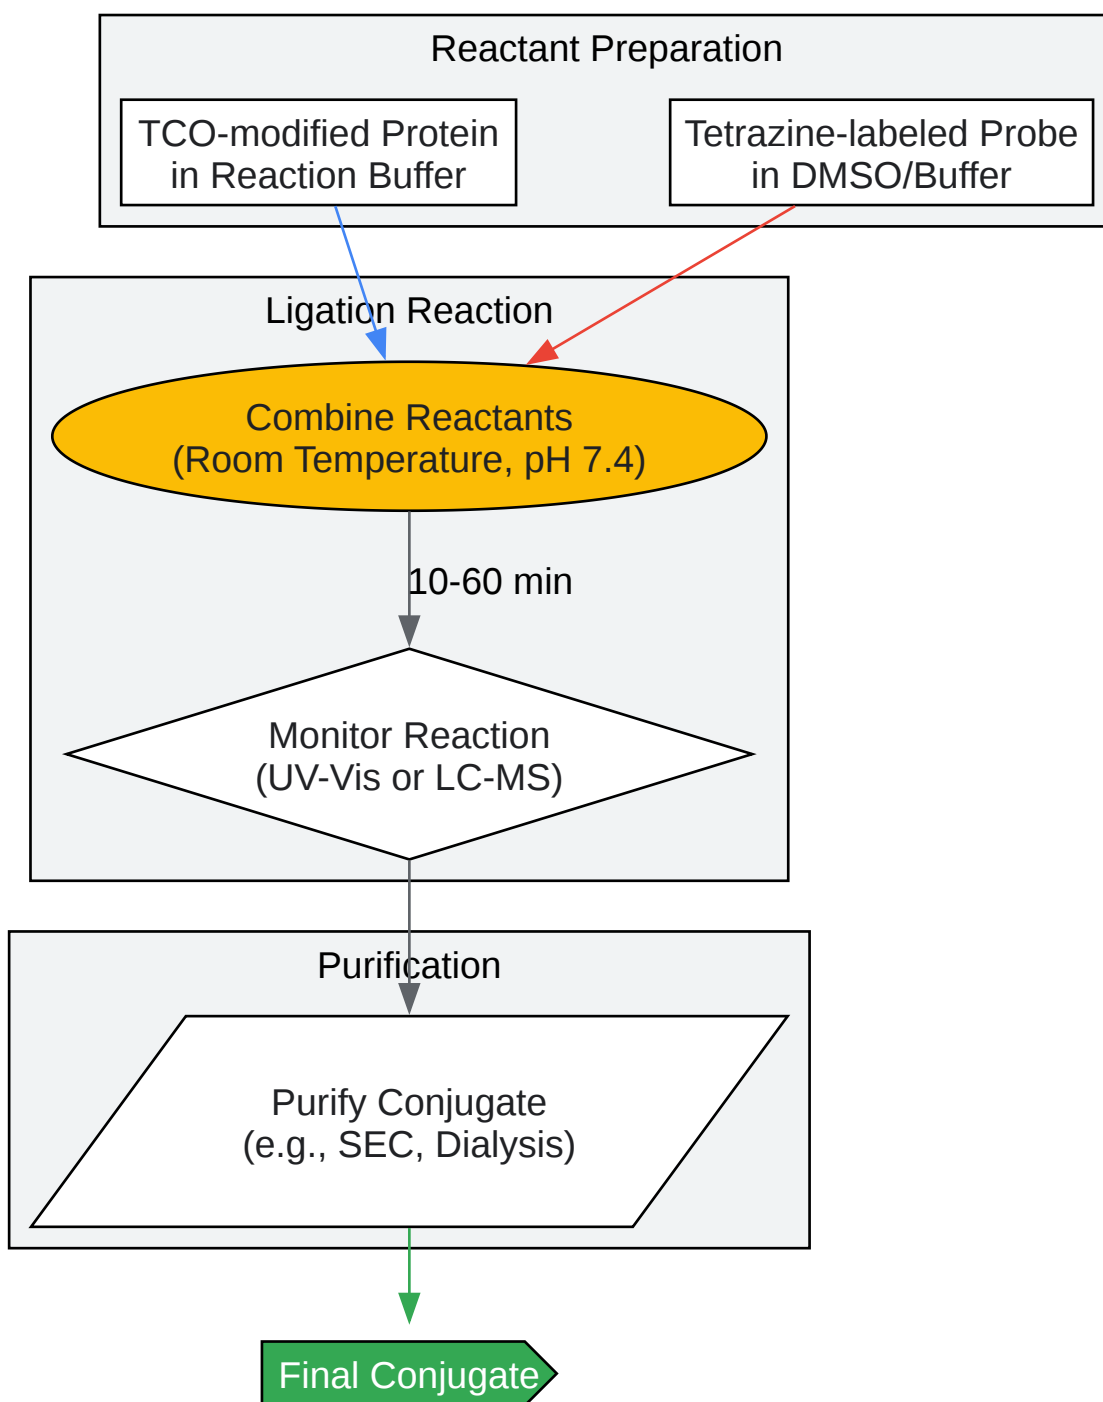 Reactant Preparation
TCO-modified Protein
in Reaction Buffer
Tetrazine-labeled Probe
in DMSO/Buffer
Ligation Reaction
Combine Reactants
(Room Temperature, pH 7.4)
10-60 min
Monitor Reaction
(UV-Vis or LC-MS)
Purification
Purify Conjugate
(e.g., SEC, Dialysis)
Final Conjugate